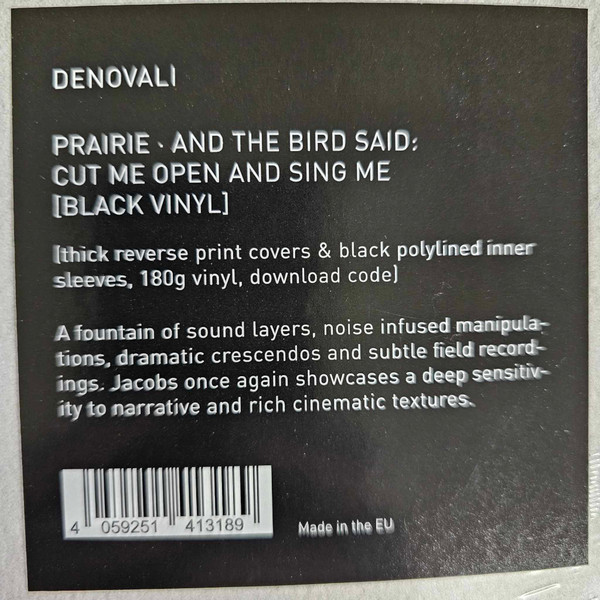 DENOVALI
PRAIRIE · AND THE BIRD SAID:
CUT ME OPEN AND SING ME
[BLACK VINYL]
[thick reverse print covers & black polylined inner
sleeves, 180g vinyl, download code]
A fountain of sound layers, noise infused manipula-
tions, dramatic crescendos and subtle field record-
ings. Jacobs once again showcases a deep sensitiv-
ity to narrative and rich cinematic textures.
4 059251 413189
Made in the EU